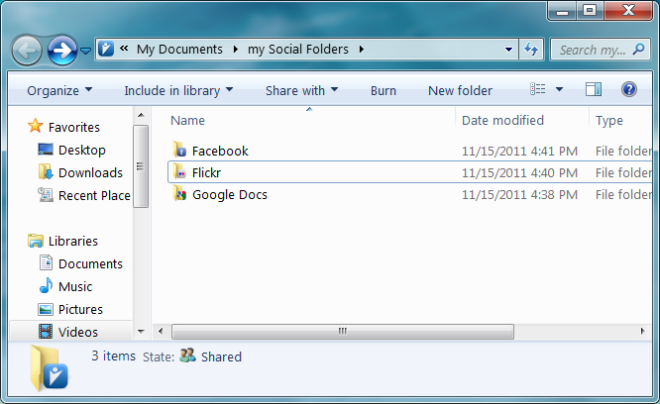 « My Documents my Social Folders Search my...
Organize Include in library Share with Burn New folder
Name Date modified Type
Favorites
Desktop
Downloads
Recent Place
Libraries
Documents
Music
Pictures
Videos
Facebook 11/15/2011 4:41 PM File folder
Flickr 11/15/2011 4:40 PM File folder
Google Docs 11/15/2011 4:38 PM File folder
3 items State: Shared